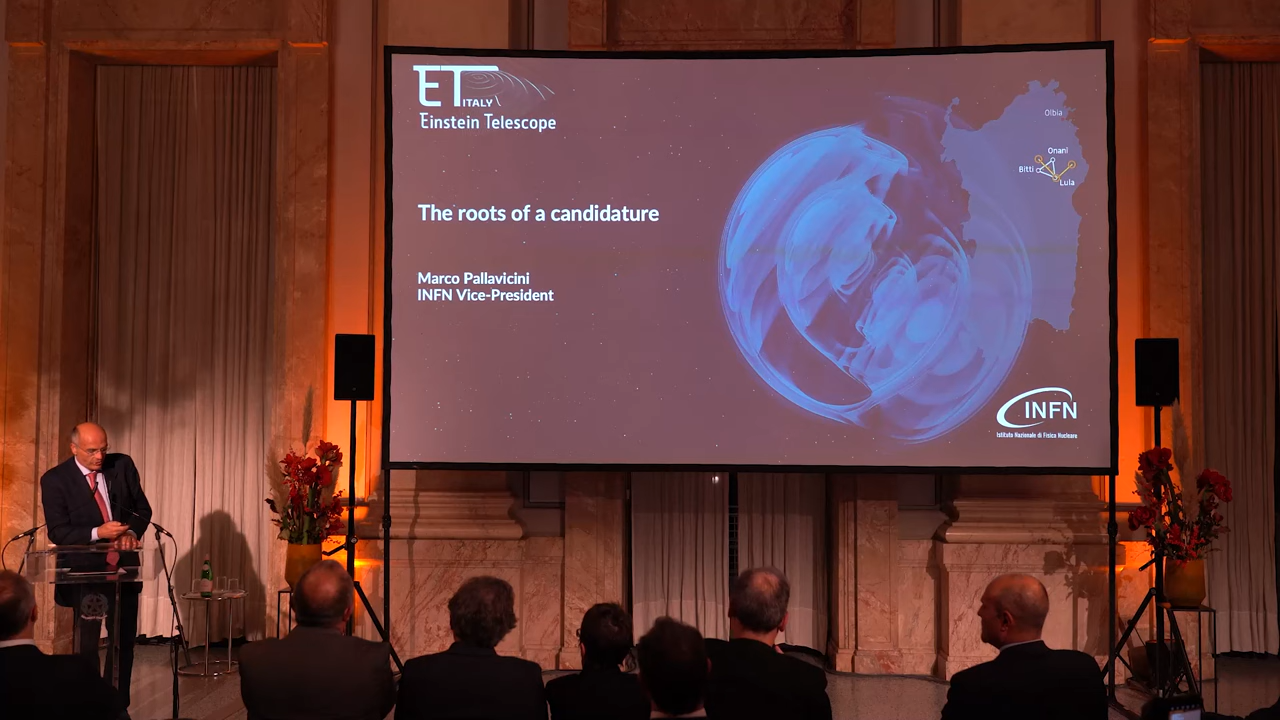 ET ITALY
Einstein Telescope
The roots of a candidature
Marco Pallavicini
INFN Vice-President
Olbia
Onanì
Bitti
Lula
INFN
Istituto Nazionale di Fisica Nucleare